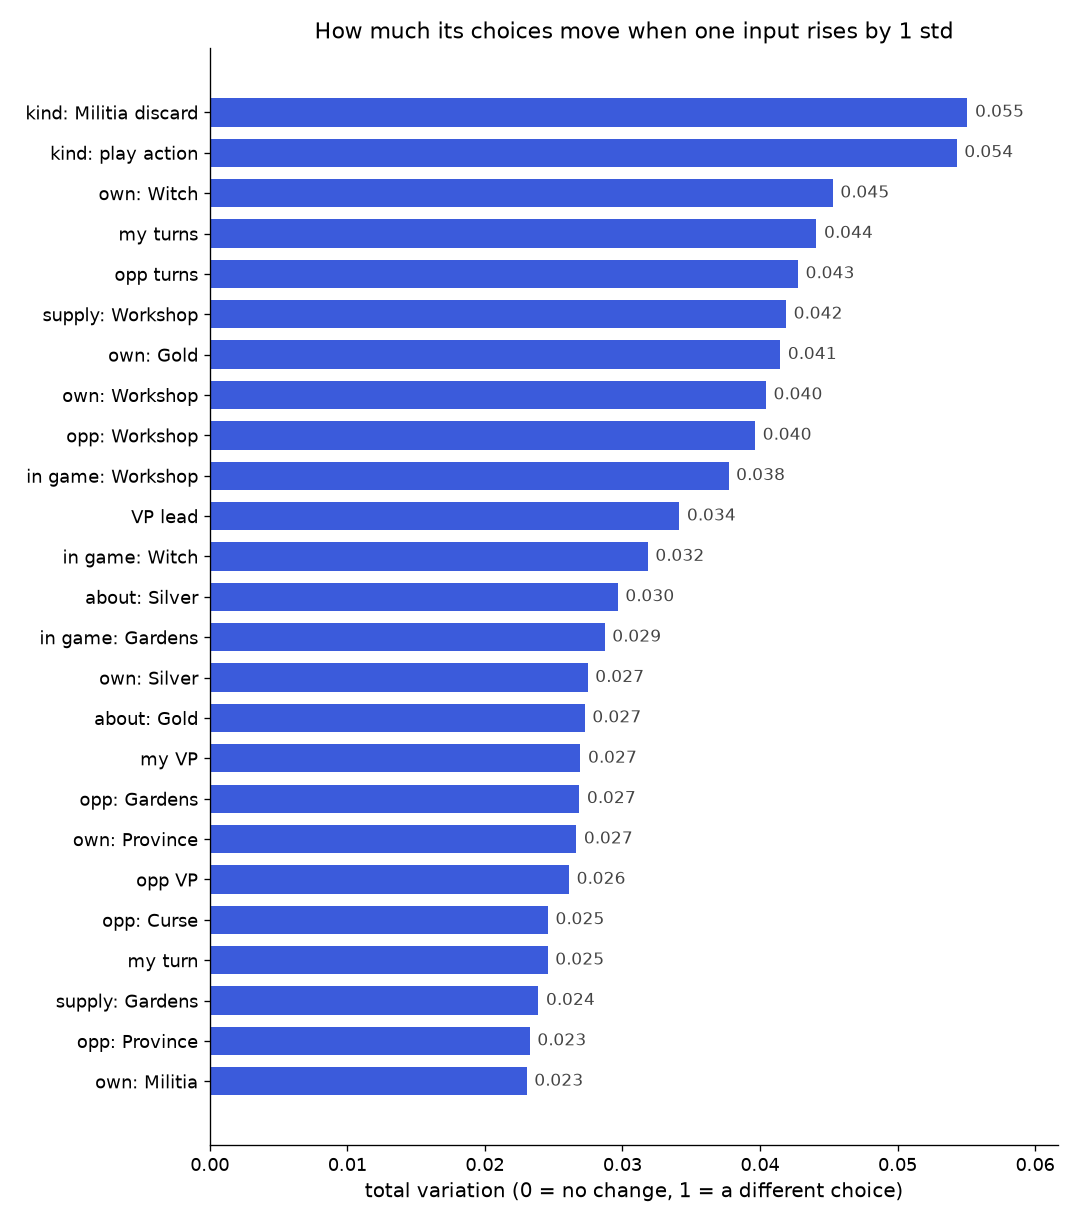 How much its choices move when one input rises by 1 std
kind: Militia discard 0.055
kind: play action 0.054
own: Witch 0.045
my turns 0.044
opp turns 0.043
supply: Workshop 0.042
own: Gold 0.041
own: Workshop 0.040
opp: Workshop 0.040
in game: Workshop 0.038
VP lead 0.034
in game: Witch 0.032
about: Silver 0.030
in game: Gardens 0.029
own: Silver 0.027
about: Gold 0.027
my VP 0.027
opp: Gardens 0.027
own: Province 0.027
opp VP 0.026
opp: Curse 0.025
my turn 0.025
supply: Gardens 0.024
opp: Province 0.023
own: Militia 0.023
0.00 0.01 0.02 0.03 0.04 0.05 0.06
total variation (0 = no change, 1 = a different choice)